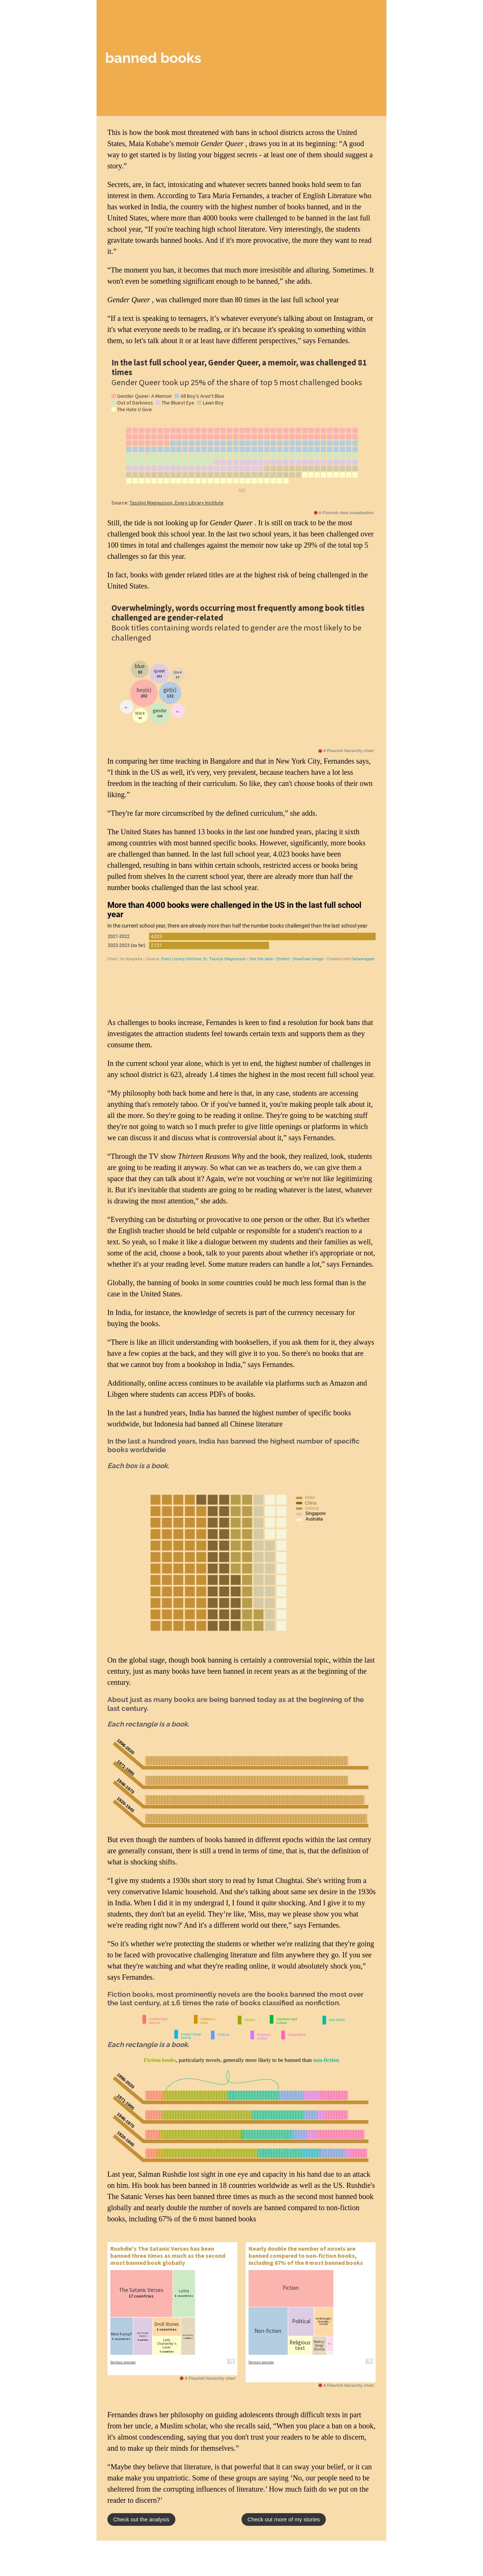 banned books
This is how the book most threatened with bans in school districts across the United
States, Maia Kobabe’s memoir Gender Queer , draws you in at its beginning: “A good
way to get started is by listing your biggest secrets - at least one of them should suggest a
story.”
Secrets, are, in fact, intoxicating and whatever secrets banned books hold seem to fan
interest in them. According to Tara Maria Fernandes, a teacher of English Literature who
has worked in India, the country with the highest number of books banned, and in the
United States, where more than 4000 books were challenged to be banned in the last full
school year, “If you're teaching high school literature. Very interestingly, the students
gravitate towards banned books. And if it's more provocative, the more they want to read
it.”
“The moment you ban, it becomes that much more irresistible and alluring. Sometimes. It
won't even be something significant enough to be banned,” she adds.
Gender Queer , was challenged more than 80 times in the last full school year
“If a text is speaking to teenagers, it’s whatever everyone's talking about on Instagram, or
it's what everyone needs to be reading, or it's because it's speaking to something within
them, so let's talk about it or at least have different perspectives,” says Fernandes.
In the last full school year, Gender Queer, a memoir, was challenged 81
times
Gender Queer took up 25% of the share of top 5 most challenged books
Gender Queer: A Memoir All Boy's Aren't Blue
Out of Darkness The Bluest Eye Lawn Boy
The Hate U Give
Source: Tasslyn Magnusson, Every Library Institute
A Flourish data visualization
Still, the tide is not looking up for Gender Queer . It is still on track to be the most
challenged book this school year. In the last two school years, it has been challenged over
100 times in total and challenges against the memoir now take up 29% of the total top 5
challenges so far this year.
In fact, books with gender related titles are at the highest risk of being challenged in the
United States.
Overwhelmingly, words occurring most frequently among book titles
challenged are gender-related
Book titles containing words related to gender are the most likely to be
challenged
blue
queer
boy(s)
girl(s)
gender
black
A Flourish hierarchy chart
In comparing her time teaching in Bangalore and that in New York City, Fernandes says,
“I think in the US as well, it's very, very prevalent, because teachers have a lot less
freedom in the teaching of their curriculum. So like, they can't choose books of their own
liking.”
“They're far more circumscribed by the defined curriculum,” she adds.
The United States has banned 13 books in the last one hundred years, placing it sixth
among countries with most banned specific books. However, significantly, more books
are challenged than banned. In the last full school year, 4.023 books have been
challenged, resulting in bans within certain schools, restricted access or books being
pulled from shelves In the current school year, there are already more than half the
number books challenged than the last school year.
More than 4000 books were challenged in the US in the last full school
year
In the current school year, there are already more than half the number books challenged than the last school year
2021-2022 4,023
2022-2023 (so far) 2,131
Source: Every Library Institute, Dr. Tasslyn Magnusson • Get the data • Embed • Download image • Created with Datawrapper
As challenges to books increase, Fernandes is keen to find a resolution for book bans that
investigates the attraction students feel towards certain texts and supports them as they
consume them.
In the current school year alone, which is yet to end, the highest number of challenges in
any school district is 623, already 1.4 times the highest in the most recent full school year.
“My philosophy both back home and here is that, in any case, students are accessing
anything that's remotely taboo. Or if you've banned it, you're making people talk about it,
all the more. So they're going to be reading it online. They're going to be watching stuff
they're not going to watch so I much prefer to give little openings or platforms in which
we can discuss it and discuss what is controversial about it,” says Fernandes.
“Through the TV show Thirteen Reasons Why and the book, they realized, look, students
are going to be reading it anyway. So what can we as teachers do, we can give them a
space that they can talk about it? Again, we're not vouching or we're not like legitimizing
it. But it's inevitable that students are going to be reading whatever is the latest, whatever
is drawing the most attention,” she adds.
“Everything can be disturbing or provocative to one person or the other. But it's whether
the English teacher should be held culpable or responsible for a student's reaction to a
text. So yeah, so I make it like a dialogue between my students and their families as well,
some of the acid, choose a book, talk to your parents about whether it's appropriate or not,
whether it's at your reading level. Some mature readers can handle a lot,” says Fernandes.
Globally, the banning of books in some countries could be much less formal than is the
case in the United States.
In India, for instance, the knowledge of secrets is part of the currency necessary for
buying the books.
“There is like an illicit understanding with booksellers, if you ask them for it, they always
have a few copies at the back, and they will give it to you. So there's no books that are
that we cannot buy from a bookshop in India,” says Fernandes.
Additionally, online access continues to be available via platforms such as Amazon and
Libgen where students can access PDFs of books.
In the last a hundred years, India has banned the highest number of specific books
worldwide, but Indonesia had banned all Chinese literature
In the last a hundred years, India has banned the highest number of specific
books worldwide
Each box is a book.
India
China
Ireland
Singapore
Australia
On the global stage, though book banning is certainly a controversial topic, within the last
century, just as many books have been banned in recent years as at the beginning of the
century.
About just as many books are being banned today as at the beginning of the
last century.
Each rectangle is a book.
1996-2020
1971-1995
1946-1970
1920-1945
But even though the numbers of books banned in different epochs within the last century
are generally constant, there is still a trend in terms of time, that is, that the definition of
what is shocking shifts.
“I give my students a 1930s short story to read by Ismat Chughtai. She's writing from a
very conservative Islamic household. And she's talking about same sex desire in the 1930s
in India. When I did it in my undergrad I, I found it quite shocking. And I give it to my
students, they don't bat an eyelid. They’re like, 'Miss, may we please show you what
we're reading right now?' And it's a different world out there,” says Fernandes.
“So it's whether we're protecting the students or whether we're realizing that they're going
to be faced with provocative challenging literature and film anywhere they go. If you see
what they're watching and what they're reading online, it would absolutely shock you,”
says Fernandes.
Fiction books, most prominently novels are the books banned the most over
the last century, at 1.6 times the rate of books classified as nonfiction.
Each rectangle is a book.
Fiction books, particularly novels, generally more likely to be banned than non-fiction
1996-2020
1971-1995
1946-1970
1920-1945
Last year, Salman Rushdie lost sight in one eye and capacity in his hand due to an attack
on him. His book has been banned in 18 countries worldwide as well as the US. Rushdie's
The Satanic Verses has been banned three times as much as the second most banned book
globally and nearly double the number of novels are banned compared to non-fiction
books, including 67% of the 6 most banned books
Rushdie's The Satanic Verses has been
banned three times as much as the second
most banned book globally
The Satanic Verses
17 countries
Lolita
Mein Kampf
Droll Stories
Lady
Chatterley's
Lover
Various sources
A Flourish hierarchy chart
Nearly double the number of novels are
banned compared to non-fiction books,
including 67% of the 6 most banned books
Fiction
Non-fiction
Political
Religious
text
Various sources
A Flourish hierarchy chart
Fernandes draws her philosophy on guiding adolescents through difficult texts in part
from her uncle, a Muslim scholar, who she recalls said, “When you place a ban on a book,
it's almost condescending, saying that you don't trust your readers to be able to discern,
and to make up their minds for themselves.”
“Maybe they believe that literature, is that powerful that it can sway your belief, or it can
make make you unpatriotic. Some of these groups are saying ‘No, our people need to be
sheltered from the corrupting influences of literature.’ How much faith do we put on the
reader to discern?’
Check out the analysis
Check out more of my stories